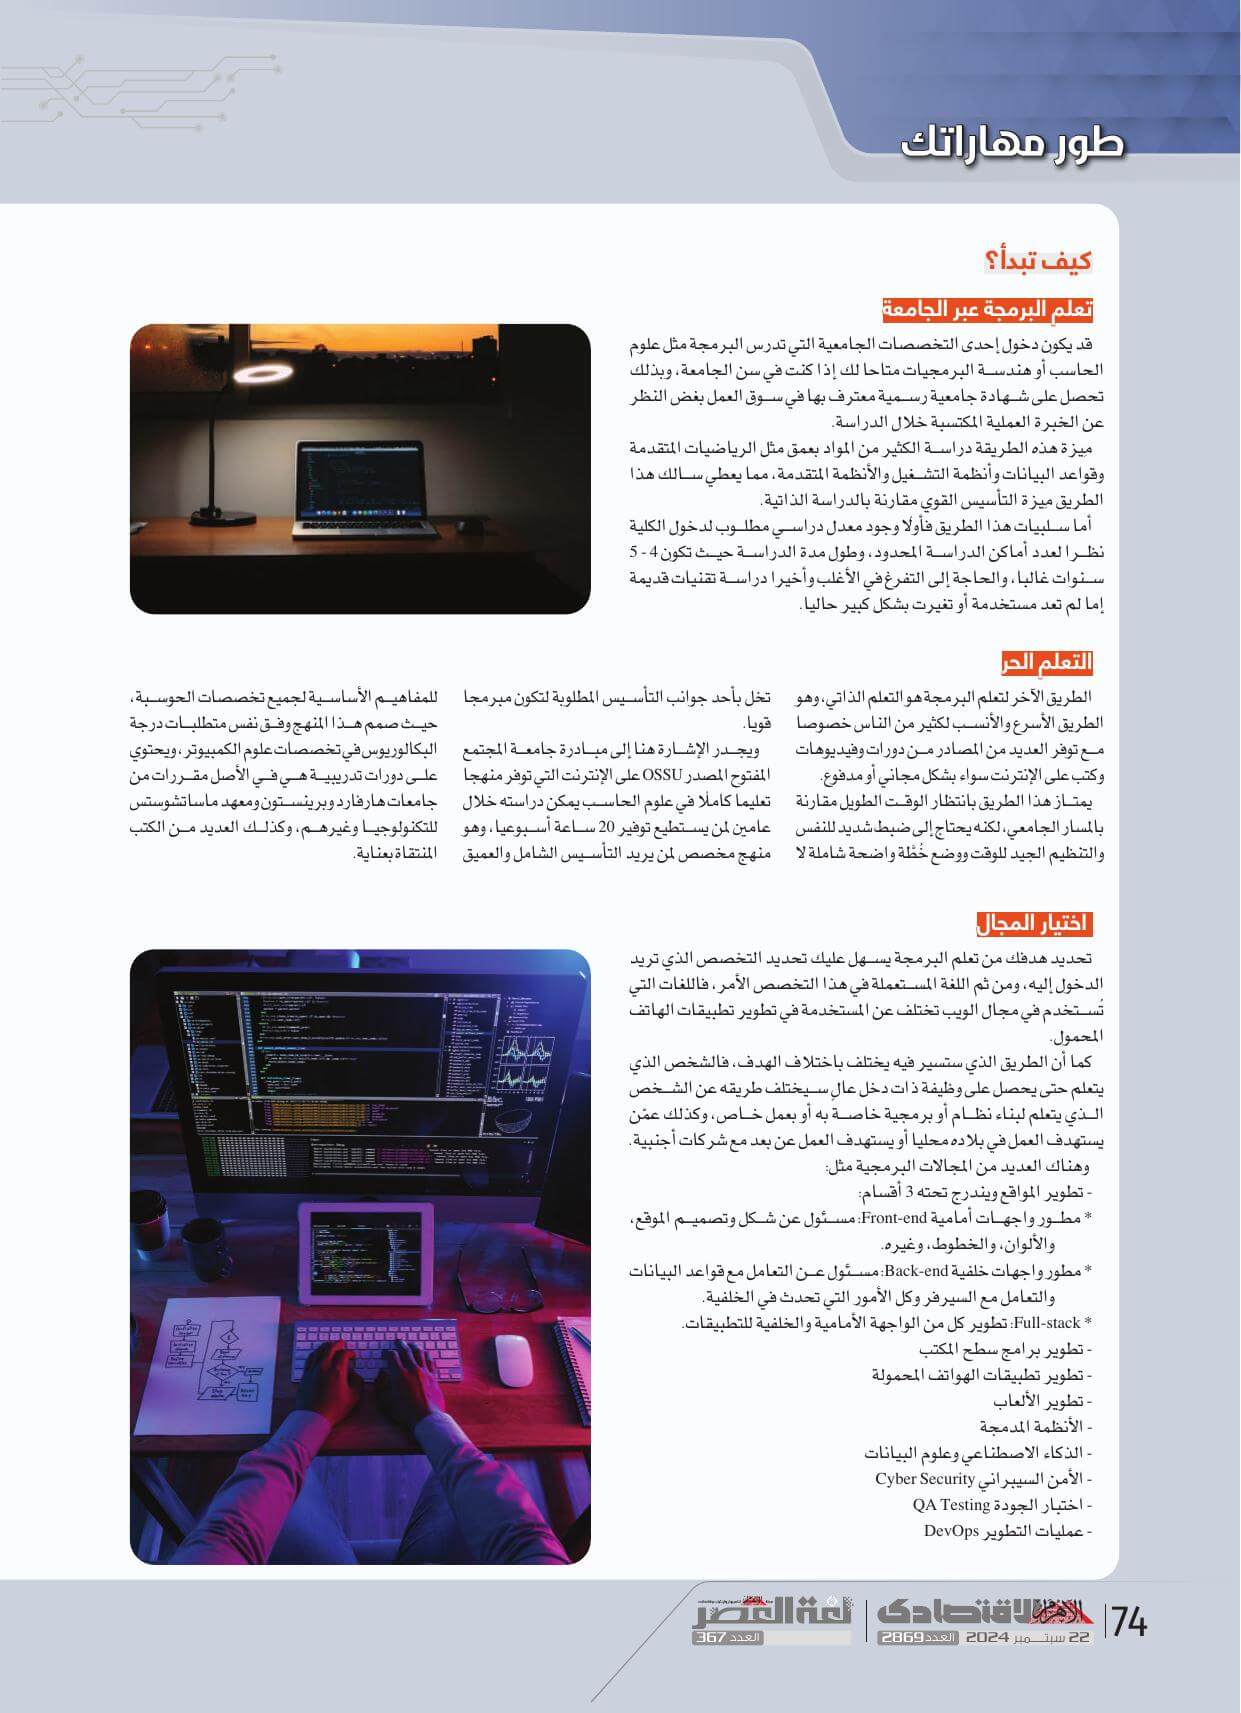 طور مهاراتك
كيف تبدأ؟
تعلم البرمجة عبر الجامعة
قد يكون دخول إحدى التخصصات الجامعية التي تدرس البرمجة مثل علوم
الحاسب أو هندسة البرمجيات متاحا لك إذا كنت في سن الجامعة، وبذلك
تحصل على شهادة جامعية رسمية معترف بها في سوق العمل بغض النظر
عن الخبرة العملية المكتسبة خلال الدراسة.
ميزة هذه الطريقة دراسة الكثير من المواد بعمق مثل الرياضيات المتقدمة
وقواعد البيانات وأنظمة التشغيل والأنظمة المتقدمة، مما يعطي سالك هذا
الطريق ميزة التأسيس القوي مقارنة بالدراسة الذاتية.
أما سلبيات هذا الطريق فأولًا وجود معدل دراسي مطلوب لدخول الكلية
نظرا لعدد أماكن الدراسة المحدود، وطول مدة الدراسة حيث تكون 4 - 5
سنوات غالبا، والحاجة إلى التفرغ في الأغلب وأخيرا دراسة تقنيات قديمة
إما لم تعد مستخدمة أو تغيرت بشكل كبير حاليا.
التعلم الحر
الطريق الآخر لتعلم البرمجة هو التعلم الذاتي، وهو
الطريق الأسرع والأنسب لكثير من الناس خصوصا
مع توفر العديد من المصادر من دورات وفيديوهات
وكتب على الإنترنت سواء بشكل مجاني أو مدفوع.
يمتاز هذا الطريق بانتظار الوقت الطويل مقارنة
بالمسار الجامعي، لكنه يحتاج إلى ضبط شديد للنفس
والتنظيم الجيد للوقت ووضع خُطَّة واضحة شاملة لا
تخل بأحد جوانب التأسيس المطلوبة لتكون مبرمجا
قويا.
ويجدر الإشارة هنا إلى مبادرة جامعة المجتمع
المفتوح المصدر OSSU على الإنترنت التي توفر منهجا
تعليما كاملًا في علوم الحاسب يمكن دراسته خلال
عامين لمن يستطيع توفير 20 ساعة أسبوعيا، وهو
منهج مخصص لمن يريد التأسيس الشامل والعميق
للمفاهيم الأساسية لجميع تخصصات الحوسبة،
حيث صمم هذا المنهج وفق نفس متطلبات درجة
البكالوريوس في تخصصات علوم الكمبيوتر، ويحتوي
على دورات تدريبية هي في الأصل مقررات من
جامعات هارفارد وبرينستون ومعهد ماساتشوستس
للتكنولوجيا وغيرهم، وكذلك العديد من الكتب
المنتقاة بعناية.
اختيار المجال
تحديد هدفك من تعلم البرمجة يسهل عليك تحديد التخصص الذي تريد
الدخول إليه، ومن ثم اللغة المستعملة في هذا التخصص الأمر، فاللغات التي
تُستخدم في مجال الويب تختلف عن المستخدمة في تطوير تطبيقات الهاتف
المحمول.
كما أن الطريق الذي ستسير فيه يختلف باختلاف الهدف، فالشخص الذي
يتعلم حتى يحصل على وظيفة ذات دخل عالٍ سيختلف طريقه عن الشخص
الذي يتعلم لبناء نظام أو برمجية خاصة به أو بعمل خاص، وكذلك عمّن
يستهدف العمل في بلاده محليا أو يستهدف العمل عن بعد مع شركات أجنبية.
وهناك العديد من المجالات البرمجية مثل:
- تطوير المواقع ويندرج تحته 3 أقسام:
* مطور واجهات أمامية Front-end: مسئول عن شكل وتصميم الموقع،
والألوان، والخطوط، وغيره.
* مطور واجهات خلفية Back-end: مسئول عن التعامل مع قواعد البيانات
والتعامل مع السيرفر وكل الأمور التي تحدث في الخلفية.
* Full-stack: تطوير كل من الواجهة الأمامية والخلفية للتطبيقات.
- تطوير برامج سطح المكتب
- تطوير تطبيقات الهواتف المحمولة
- تطوير الألعاب
- الأنظمة المدمجة
- الذكاء الاصطناعي وعلوم البيانات
- الأمن السيبراني Cyber Security
- اختبار الجودة QA Testing
- عمليات التطوير DevOps
74
الأهرام الاقتصادى
22 سبتمبر 2024 العدد 2869
لغة العصر
العدد 367